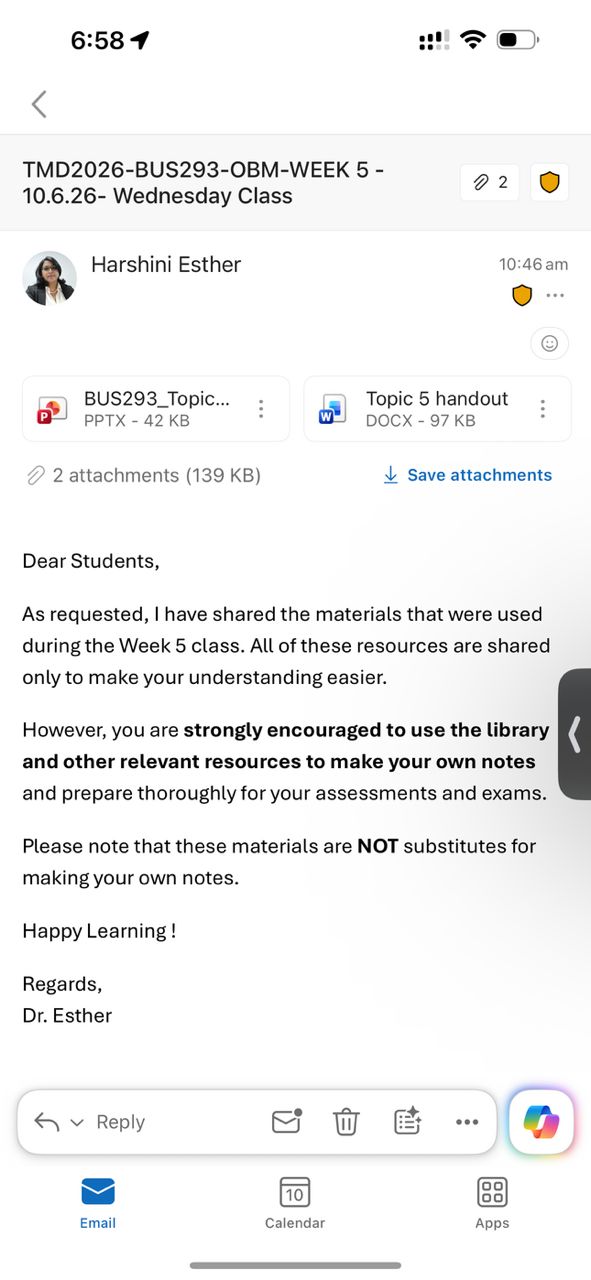 6:58
TMD2026-BUS293-OBM-WEEK 5 -
10.6.26- Wednesday Class
2
Harshini Esther
10:46 am
BUS293_Topic...
PPTX - 42 KB
Topic 5 handout
DOCX - 97 KB
2 attachments (139 KB)
Save attachments
Dear Students,
As requested, I have shared the materials that were used
during the Week 5 class. All of these resources are shared
only to make your understanding easier.
However, you are strongly encouraged to use the library
and other relevant resources to make your own notes
and prepare thoroughly for your assessments and exams.
Please note that these materials are NOT substitutes for
making your own notes.
Happy Learning !
Regards,
Dr. Esther
Reply
Email
10
Calendar
Apps